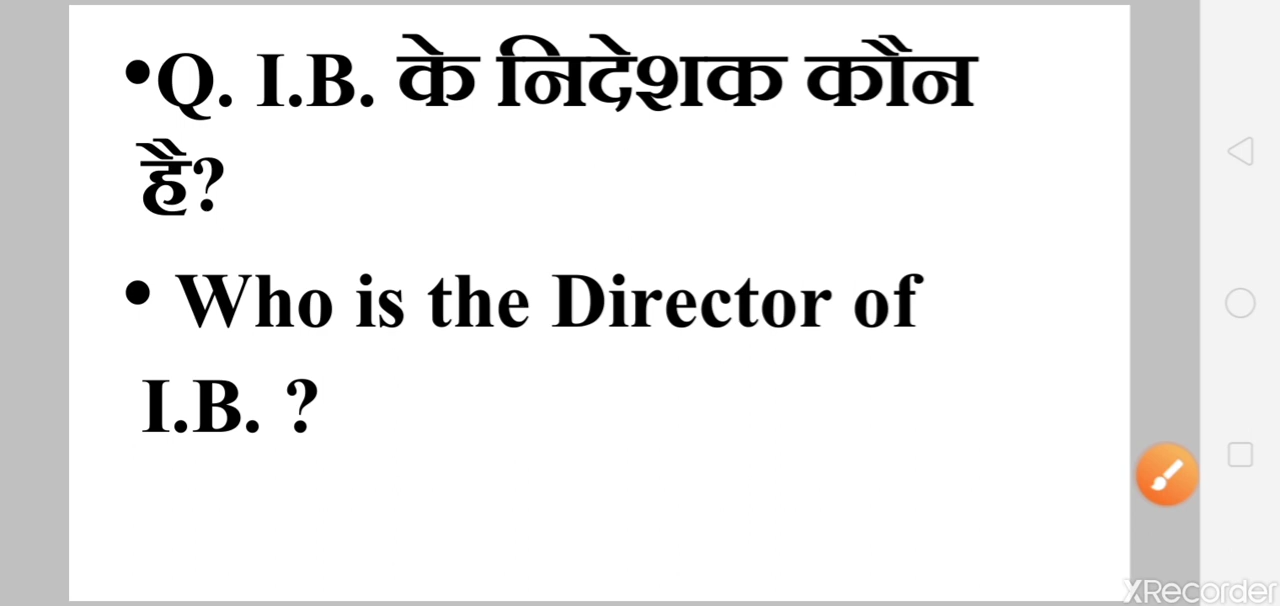 •Q. I.B. के निदेशक कौन
है?
• Who is the Director of
I.B. ?
XRecorder